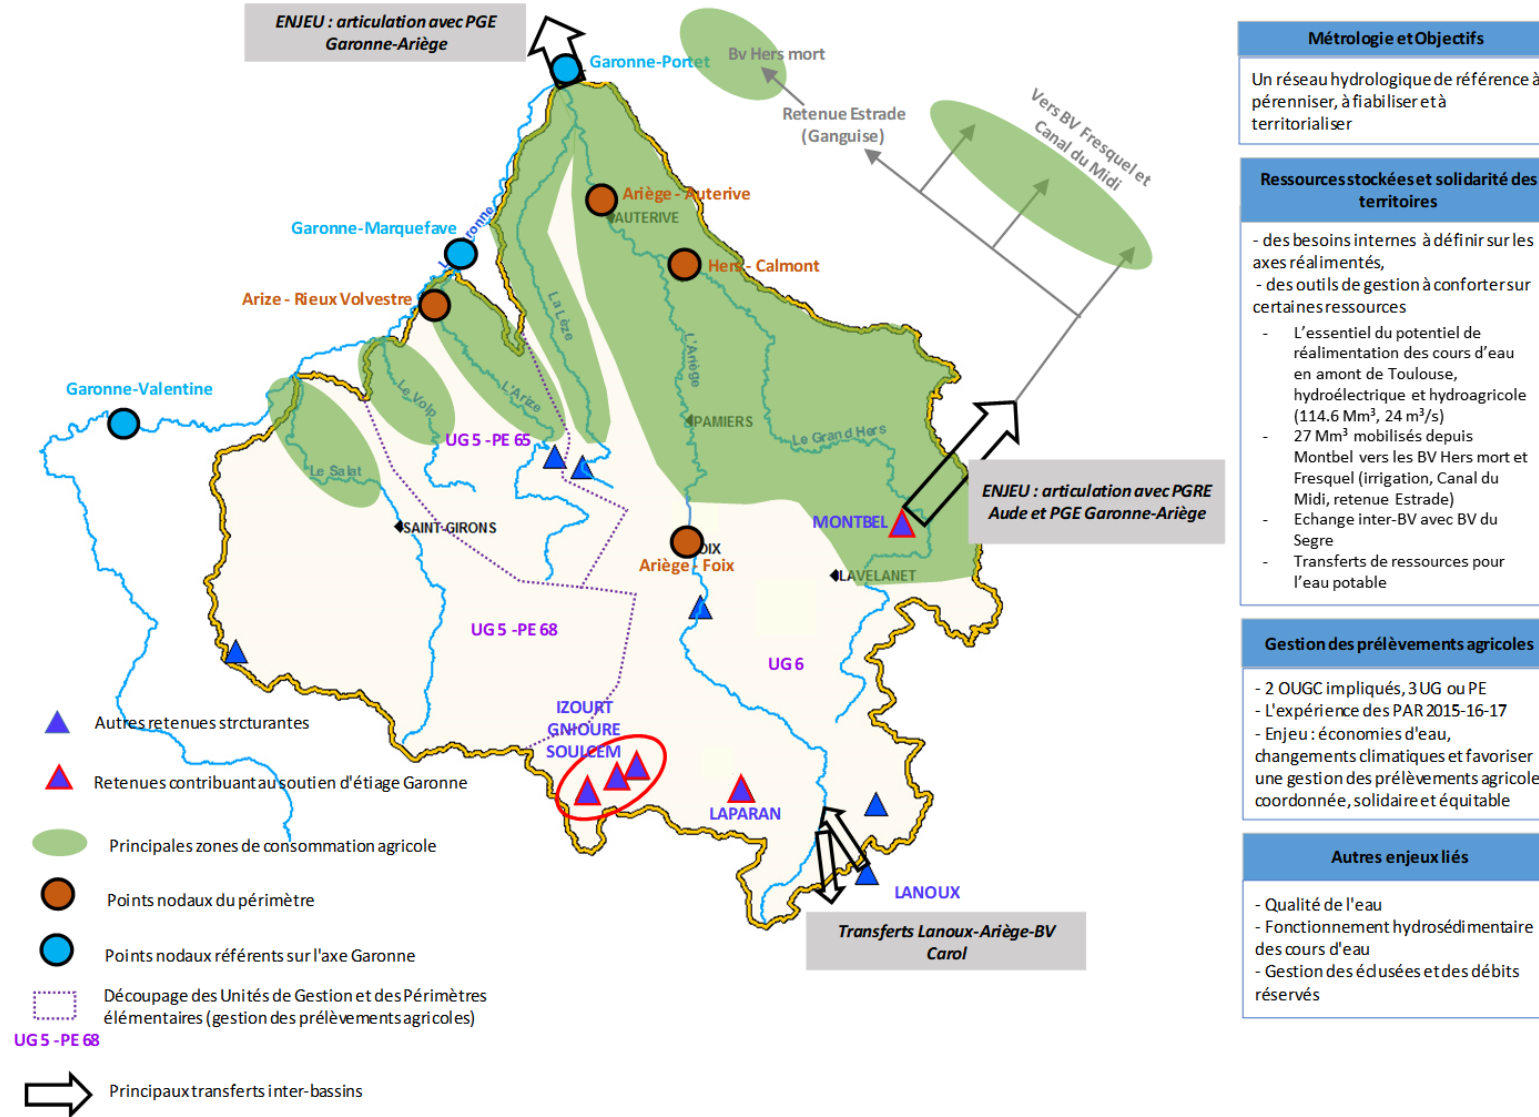 ENJEU : articulation avec PGE
Garonne-Ariège
Garonne-Portet
Bv Hers mort
Retenue Estrade
(Ganguise)
Vers BV Fresquel et
Canal du Midi
Ariège - Auterive
AUTERIVE
Garonne-Marquefave
Hers - Calmont
Arize - Rieux Volvestre
La Lèze
L'Ariège
Garonne-Valentine
Le Volp
L'Arize
PAMIERS
Le Grand Hers
UG 5 -PE 65
Le Salat
ENJEU : articulation avec PGRE
Aude et PGE Garonne-Ariège
MONTBEL
SAINT-GIRONS
OIX
Ariège - Foix
LAVELANET
UG 5 -PE 68
UG 6
IZOURT
GNIOURE
SOULCEM
LAPARAN
LANOUX
Transferts Lanoux-Ariège-BV
Carol
Autres retenues strcturantes
Retenues contribuant au soutien d'étiage Garonne
Principales zones de consommation agricole
Points nodaux du périmètre
Points nodaux référents sur l'axe Garonne
Découpage des Unités de Gestion et des Périmètres
élémentaires (gestion des prélèvements agricoles)
UG 5 -PE 68
Principaux transferts inter-bassins
Métrologie et Objectifs
Un réseau hydrologique de référence à
pérenniser, à fiabiliser et à
territorialiser
Ressources stockées et solidarité des
territoires
- des besoins internes à définir sur les
axes réalimentés,
- des outils de gestion à conforter sur
certaines ressources
- L'essentiel du potentiel de
réalimentation des cours d'eau
en amont de Toulouse,
hydroélectrique et hydroagricole
(114.6 Mm³, 24 m³/s)
- 27 Mm³ mobilisés depuis
Montbel vers les BV Hers mort et
Fresquel (irrigation, Canal du
Midi, retenue Estrade)
- Echange inter-BV avec BV du
Segre
- Transferts de ressources pour
l'eau potable
Gestion des prélèvements agricoles
- 2 OUGC impliqués, 3 UG ou PE
- L'expérience des PAR 2015-16-17
- Enjeu : économies d'eau,
changements climatiques et favoriser
une gestion des prélèvements agricole
coordonnée, solidaire et équitable
Autres enjeux liés
- Qualité de l'eau
- Fonctionnement hydrosédimentaire
des cours d'eau
- Gestion des éclusées et des débits
réservés